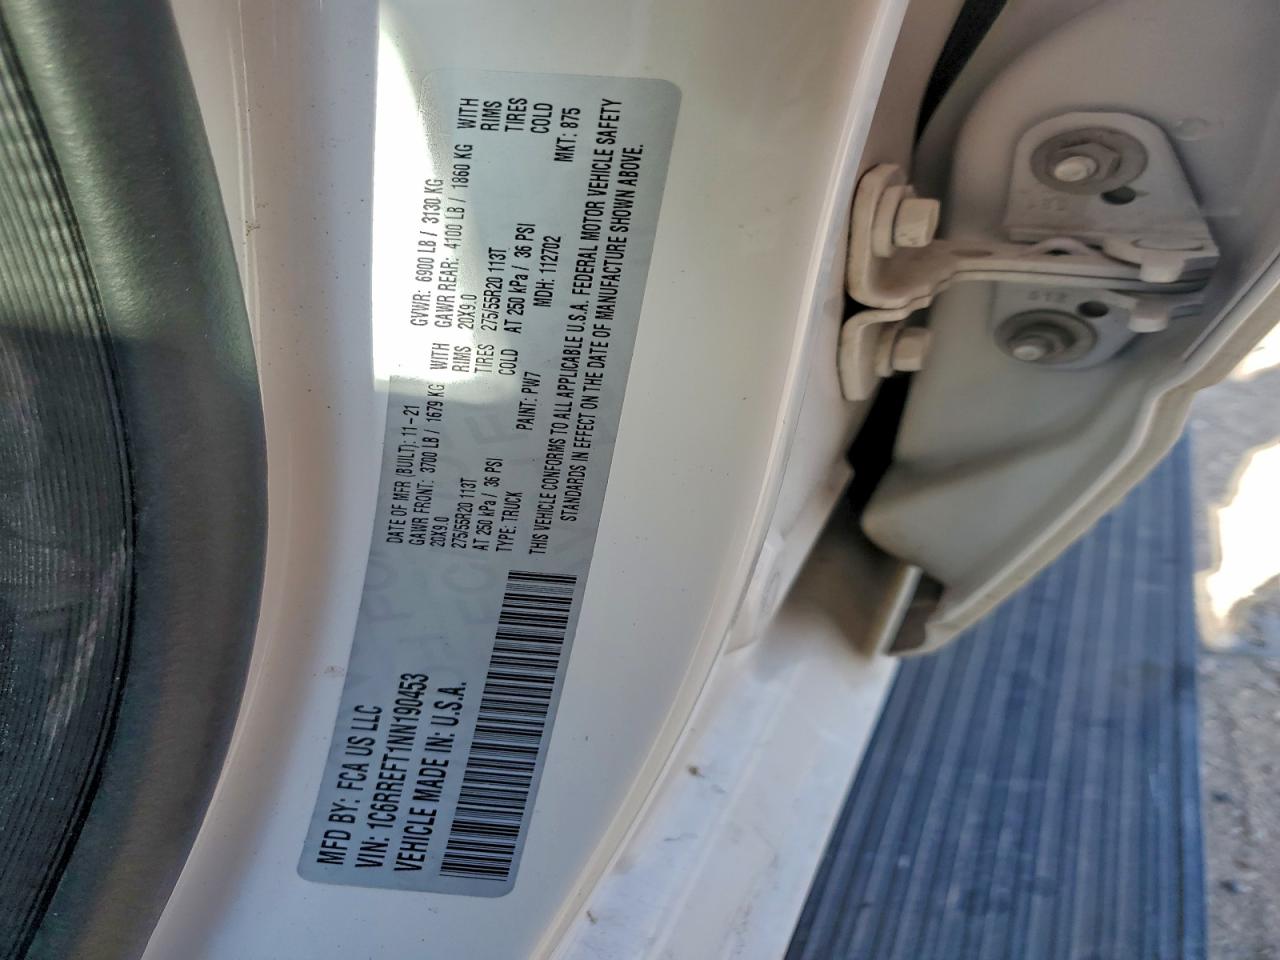 MFD BY: FCA US LLC
VIN: 1C6RREFT1NN190453
VEHICLE MADE IN: U.S.A.
DATE OF MFR (BUILT): 11-21 GVWR: 6900 LB / 3130 KG
GAWR FRONT: 3700 LB / 1679 KG WITH GAWR REAR: 4100 LB / 1860 KG WITH
20X9.0 RIMS 20X9.0 RIMS
275/55R20 113T TIRES 275/55R20 113T TIRES
AT 250 kPa / 36 PSI COLD AT 250 kPa / 36 PSI COLD
TYPE: TRUCK PAINT: PW7 MDH: 112702 MKT: 875
THIS VEHICLE CONFORMS TO ALL APPLICABLE U.S.A. FEDERAL MOTOR VEHICLE SAFETY
STANDARDS IN EFFECT ON THE DATE OF MANUFACTURE SHOWN ABOVE.